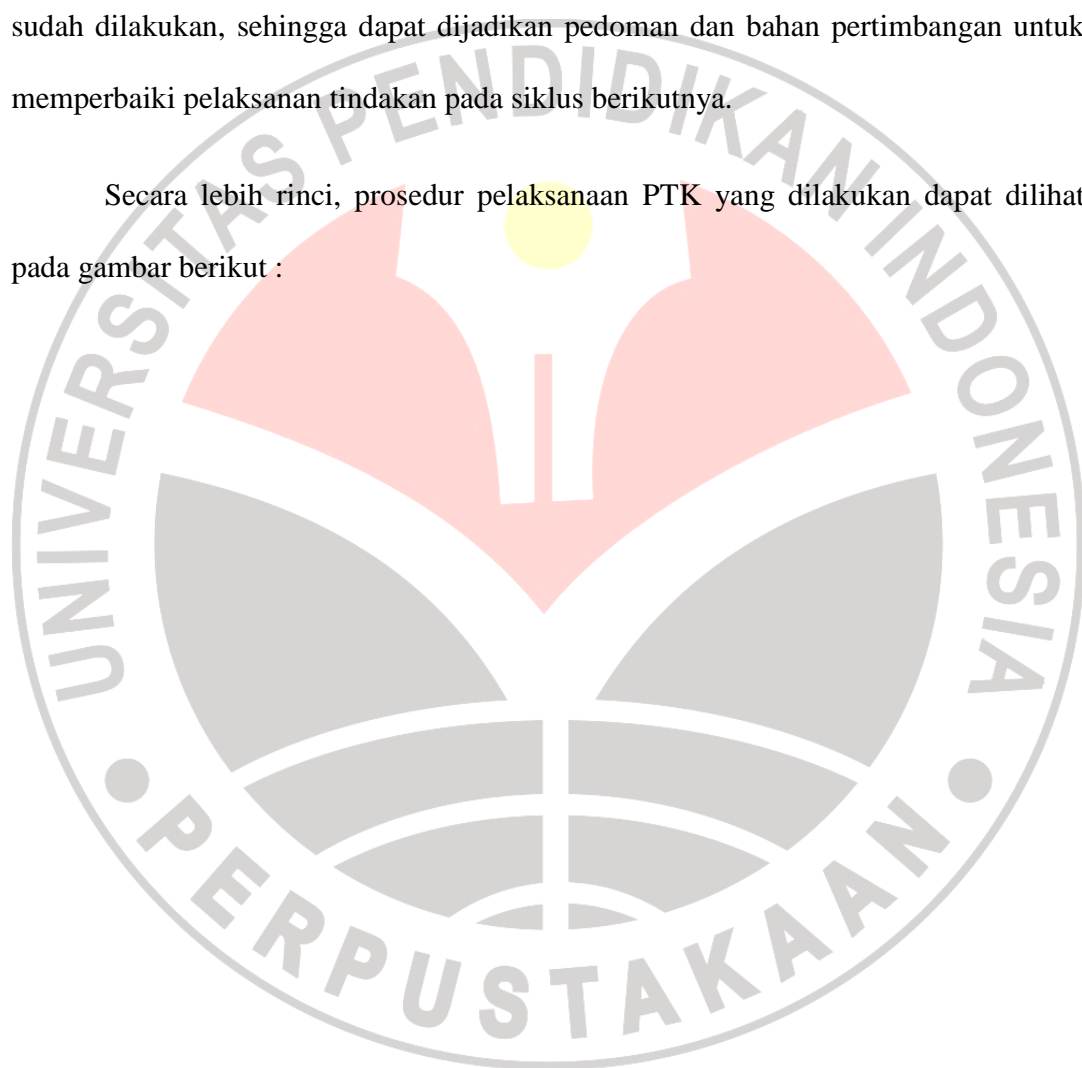 sudah dilakukan, sehingga dapat dijadikan pedoman dan bahan pertimbangan untuk
memperbaiki pelaksanan tindakan pada siklus berikutnya.
Secara lebih rinci, prosedur pelaksanaan PTK yang dilakukan dapat dilihat
pada gambar berikut :
UNIVERSITAS PENDIDIKAN INDONESIA
PERPUSTAKAAN